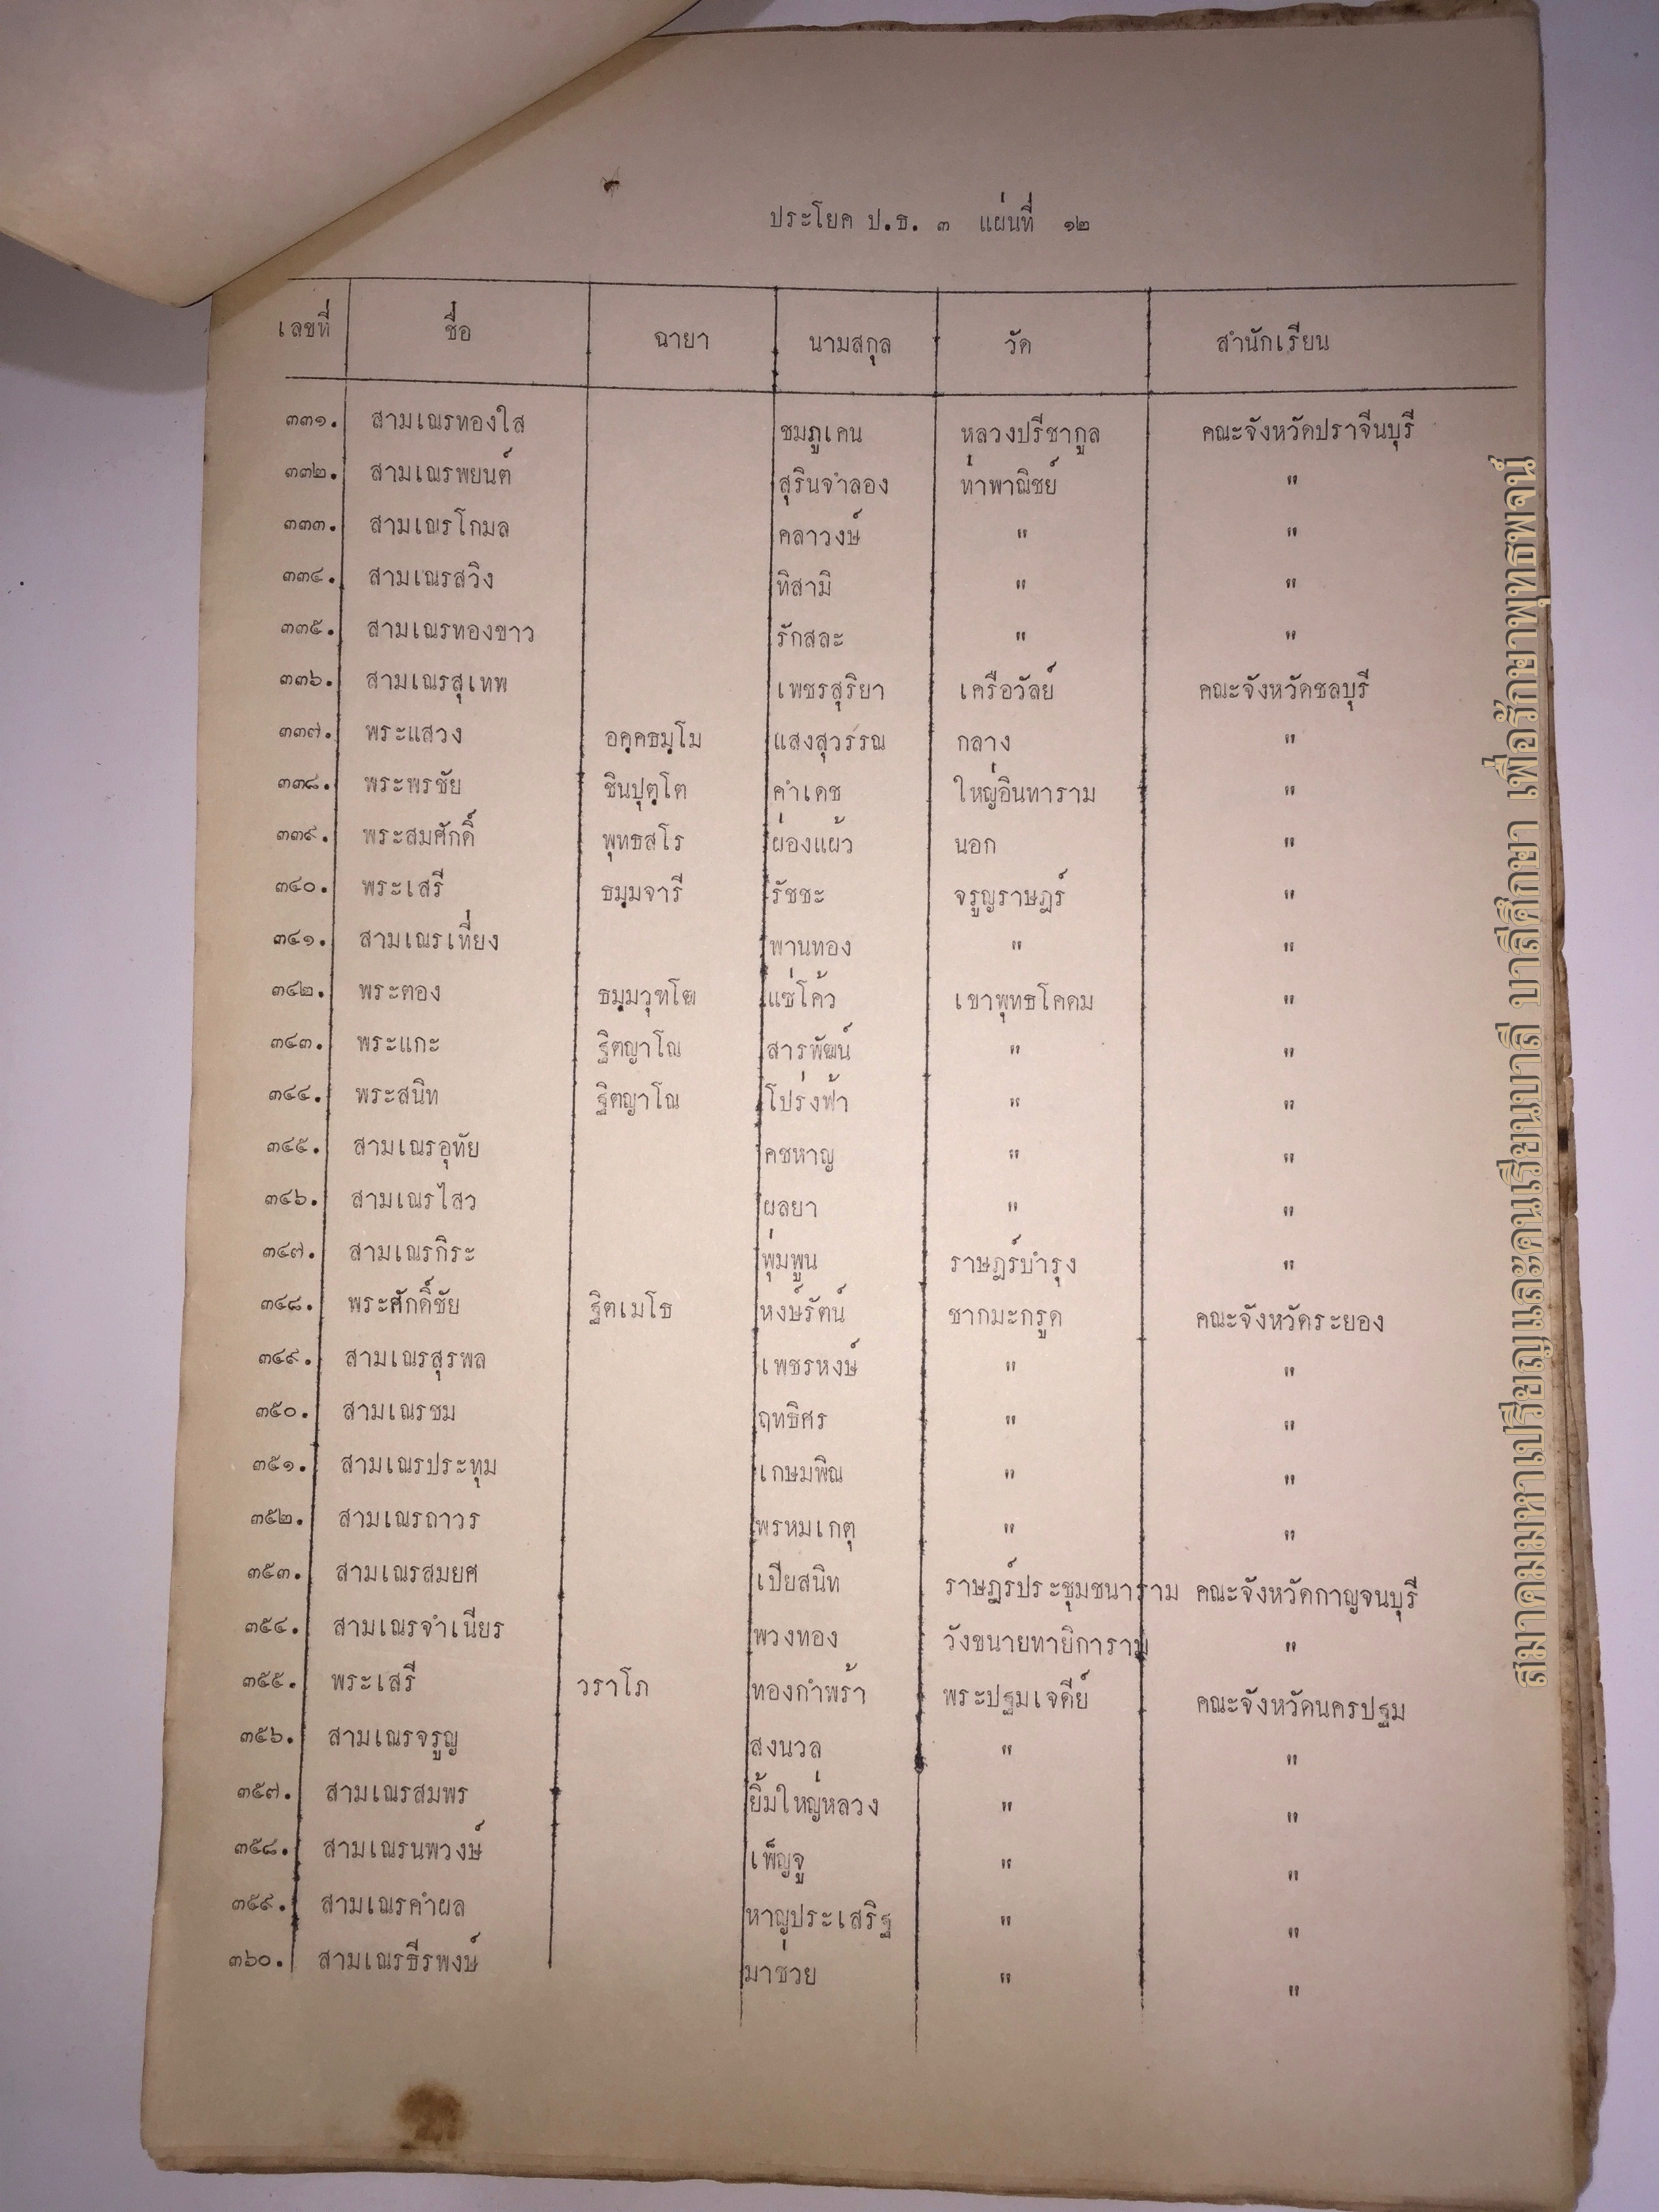 ประโยค ป.ธ. ๓ แผ่นที่ ๑๒
เลขที่ ชื่อ ฉายา นามสกุล วัด สำนักเรียน
๓๓๑. สามเณรทองใส ชมภูเคน หลวงปรีชากูล คณะจังหวัดปราจีนบุรี
๓๓๒. สามเณรพยนต์ สุรินจำลอง ท่าพาณิชย์ "
๓๓๓. สามเณรโกมล คลาวงษ์ " "
๓๓๔. สามเณรสวิง ทิสามิ " "
๓๓๕. สามเณรทองขาว รักสละ " "
๓๓๖. สามเณรสุเทพ เพชรสุริยา เครือวัลย์ คณะจังหวัดชลบุรี
๓๓๗. พระแสวง อคฺคธมฺโม แสงสุวรรณ กลาง "
๓๓๘. พระพรชัย ชินปุตฺโต คำเดช ใหญ่อินทาราม "
๓๓๙. พระสมศักดิ์ พุทธสโร ผ่องแผ้ว นอก "
๓๔๐. พระเสรี ธมฺมจารี รัชชะ จรูญราษฎร์ "
๓๔๑. สามเณรเที่ยง พานทอง " "
๓๔๒. พระตอง ธมฺมวุฑโฒ แซ่โค้ว เขาพุทธโคดม "
๓๔๓. พระแกะ ฐิตญาโณ สารพัฒน์ " "
๓๔๔. พระสนิท ฐิตญาโณ โปร่งฟ้า " "
๓๔๕. สามเณรอุทัย คชหาญ " "
๓๔๖. สามเณรไสว ผลยา " "
๓๔๗. สามเณรกิระ พุ่มพูน ราษฎร์บำรุง "
๓๔๘. พระศักดิ์ชัย ฐิตเมโธ หงษ์รัตน์ ชากมะกรูด คณะจังหวัดระยอง
๓๔๙. สามเณรสุรพล เพชรหงษ์ " "
๓๕๐. สามเณรชม ฤทธิศร " "
๓๕๑. สามเณรประทุม เกษมพิณ " "
๓๕๒. สามเณรถาวร พรหมเกตุ " "
๓๕๓. สามเณรสมยศ เปียสนิท ราษฎร์ประชุมชนาราม คณะจังหวัดกาญจนบุรี
๓๕๔. สามเณรจำเนียร พวงทอง วังขนายทายิการาม "
๓๕๕. พระเสรี วราโภ ทองกำพร้า พระปฐมเจดีย์ คณะจังหวัดนครปฐม
๓๕๖. สามเณรจรูญ สงนวล " "
๓๕๗. สามเณรสมพร ยิ้มใหญ่หลวง " "
๓๕๘. สามเณรนพวงษ์ เพ็ญจู " "
๓๕๙. สามเณรคำผล หาญประเสริฐ " "
๓๖๐. สามเณรธีรพงษ์ มาช่วย " "
สมาคมมหาเปรียญและคนเรียนบาลี บาลีศึกษา เพื่อรักษาพุทธพจน์